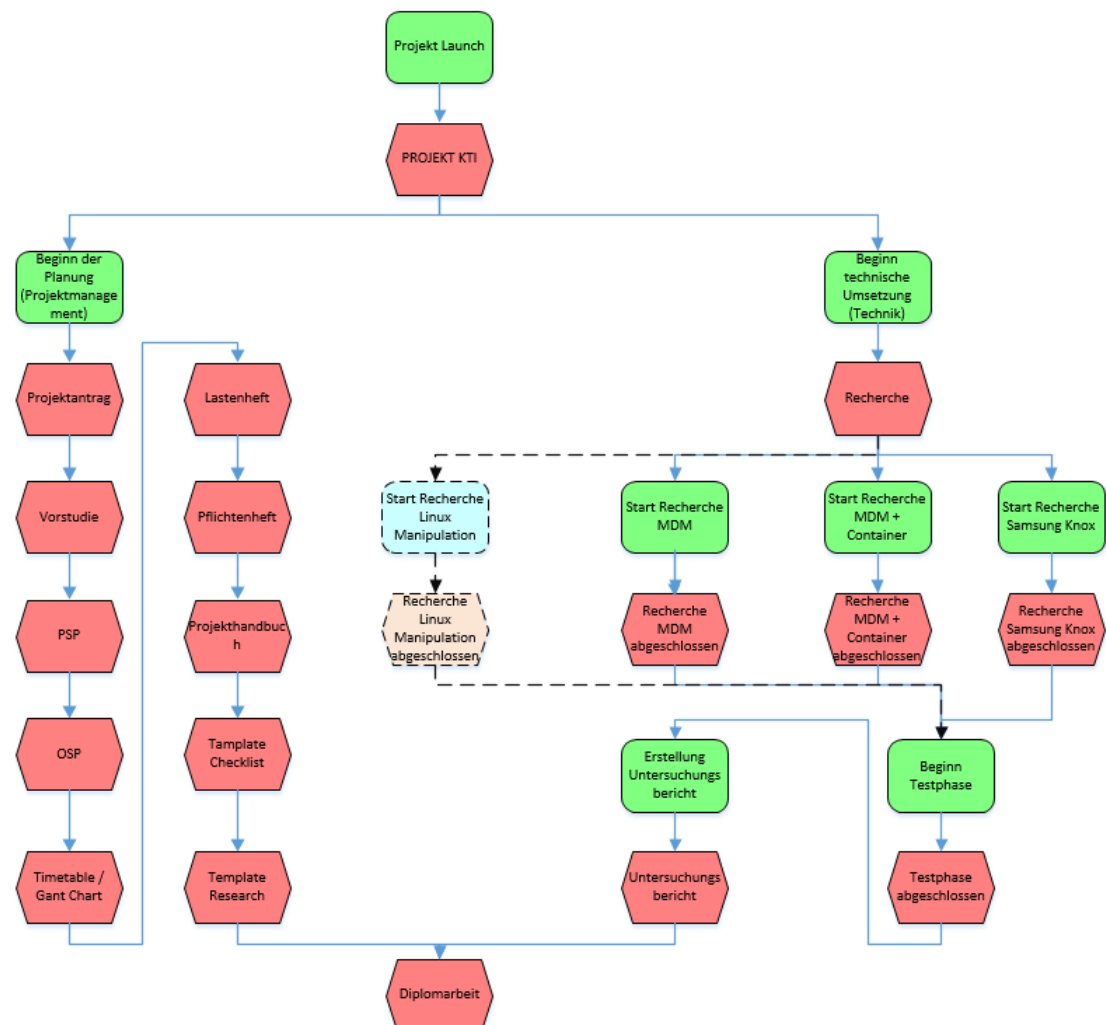 Projekt Launch
PROJEKT KTI
Beginn der
Planung
(Projektmanage
ment)
Beginn
technische
Umsetzung
(Technik)
Projektantrag
Lastenheft
Recherche
Vorstudie
Pflichtenheft
Start Recherche
Linux
Manipulation
Start Recherche
MDM
Start Recherche
MDM +
Container
Start Recherche
Samsung Knox
PSP
Projekthandbuc
h
Recherche
Linux
Manipulation
abgeschlossen
Recherche
MDM
abgeschlossen
Recherche
MDM +
Container
abgeschlossen
Recherche
Samsung Knox
abgeschlossen
OSP
Tamplate
Checklist
Erstellung
Untersuchungs
bericht
Beginn
Testphase
Timetable /
Gant Chart
Template
Research
Untersuchungs
bericht
Testphase
abgeschlossen
Diplomarbeit